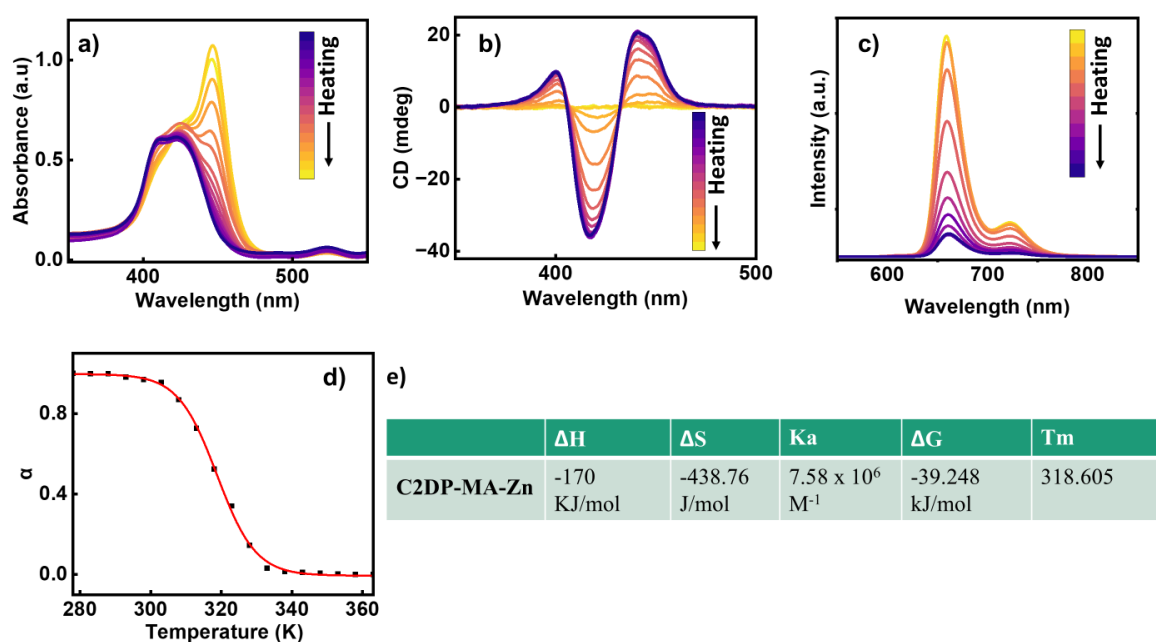 a)
Absorbance (a.u)
1.0
0.5
0.0
400
500
Wavelength (nm)
Heating
b)
CD (mdeg)
20
0
−20
−40
400
500
Wavelength (nm)
Heating
c)
Intensity (a.u.)
600
700
800
Wavelength (nm)
Heating
d)
α
0.8
0.4
0.0
280
300
320
340
360
Temperature (K)
e)
ΔH ΔS Ka ΔG Tm
C2DP-MA-Zn -170 -438.76 7.58 x 10⁶ -39.248 318.605
KJ/mol J/mol M⁻¹ kJ/mol